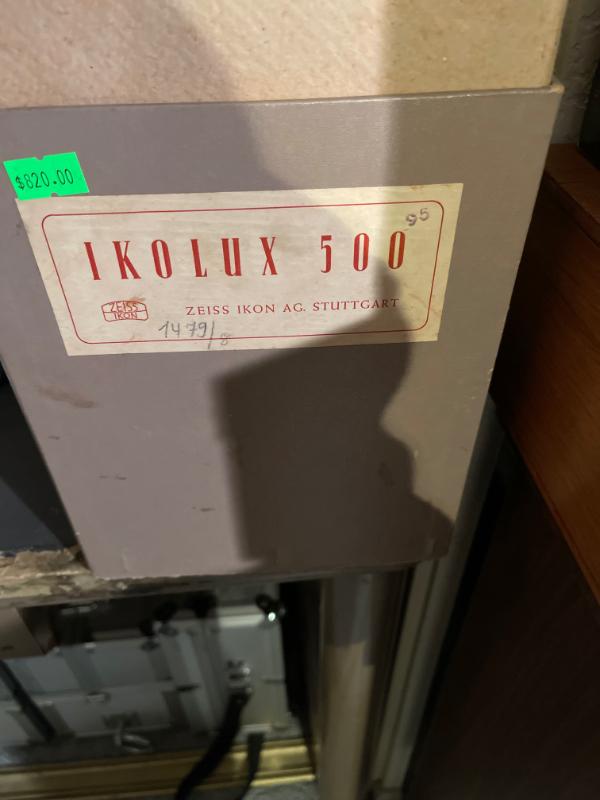 $820.00
95
IKOLUX 500
ZEISS
IKON
ZEISS IKON AG. STUTTGART
1479/8